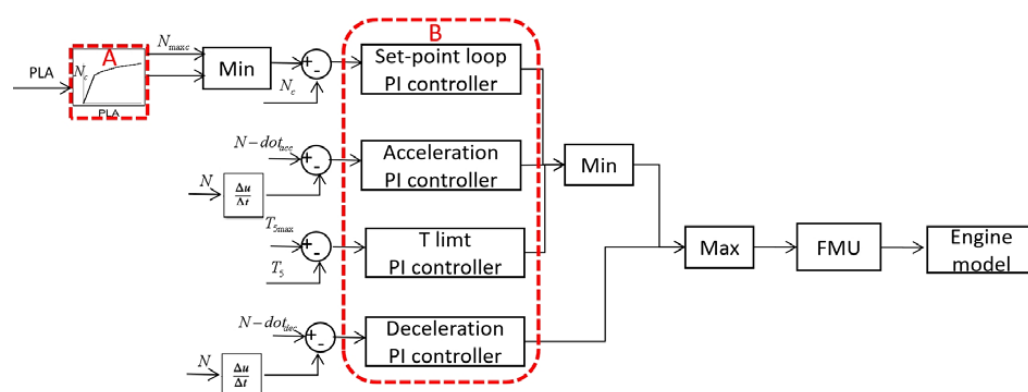 A
B
N_maxc
PLA
N_c
PLA
Min
+
-
N_c
Set-point loop
PI controller
N-dot_acc
+
-
N
Δu
Δt
Acceleration
PI controller
Min
T_5max
+
-
T_5
T limt
PI controller
Max
FMU
Engine
model
N-dot_dec
+
-
N
Δu
Δt
Deceleration
PI controller